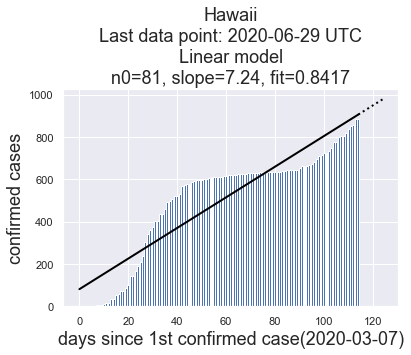 Hawaii
Last data point: 2020-06-29 UTC
Linear model
n0=81, slope=7.24, fit=0.8417
1000
800
600
400
200
0
confirmed cases
0 20 40 60 80 100 120
days since 1st confirmed case(2020-03-07)